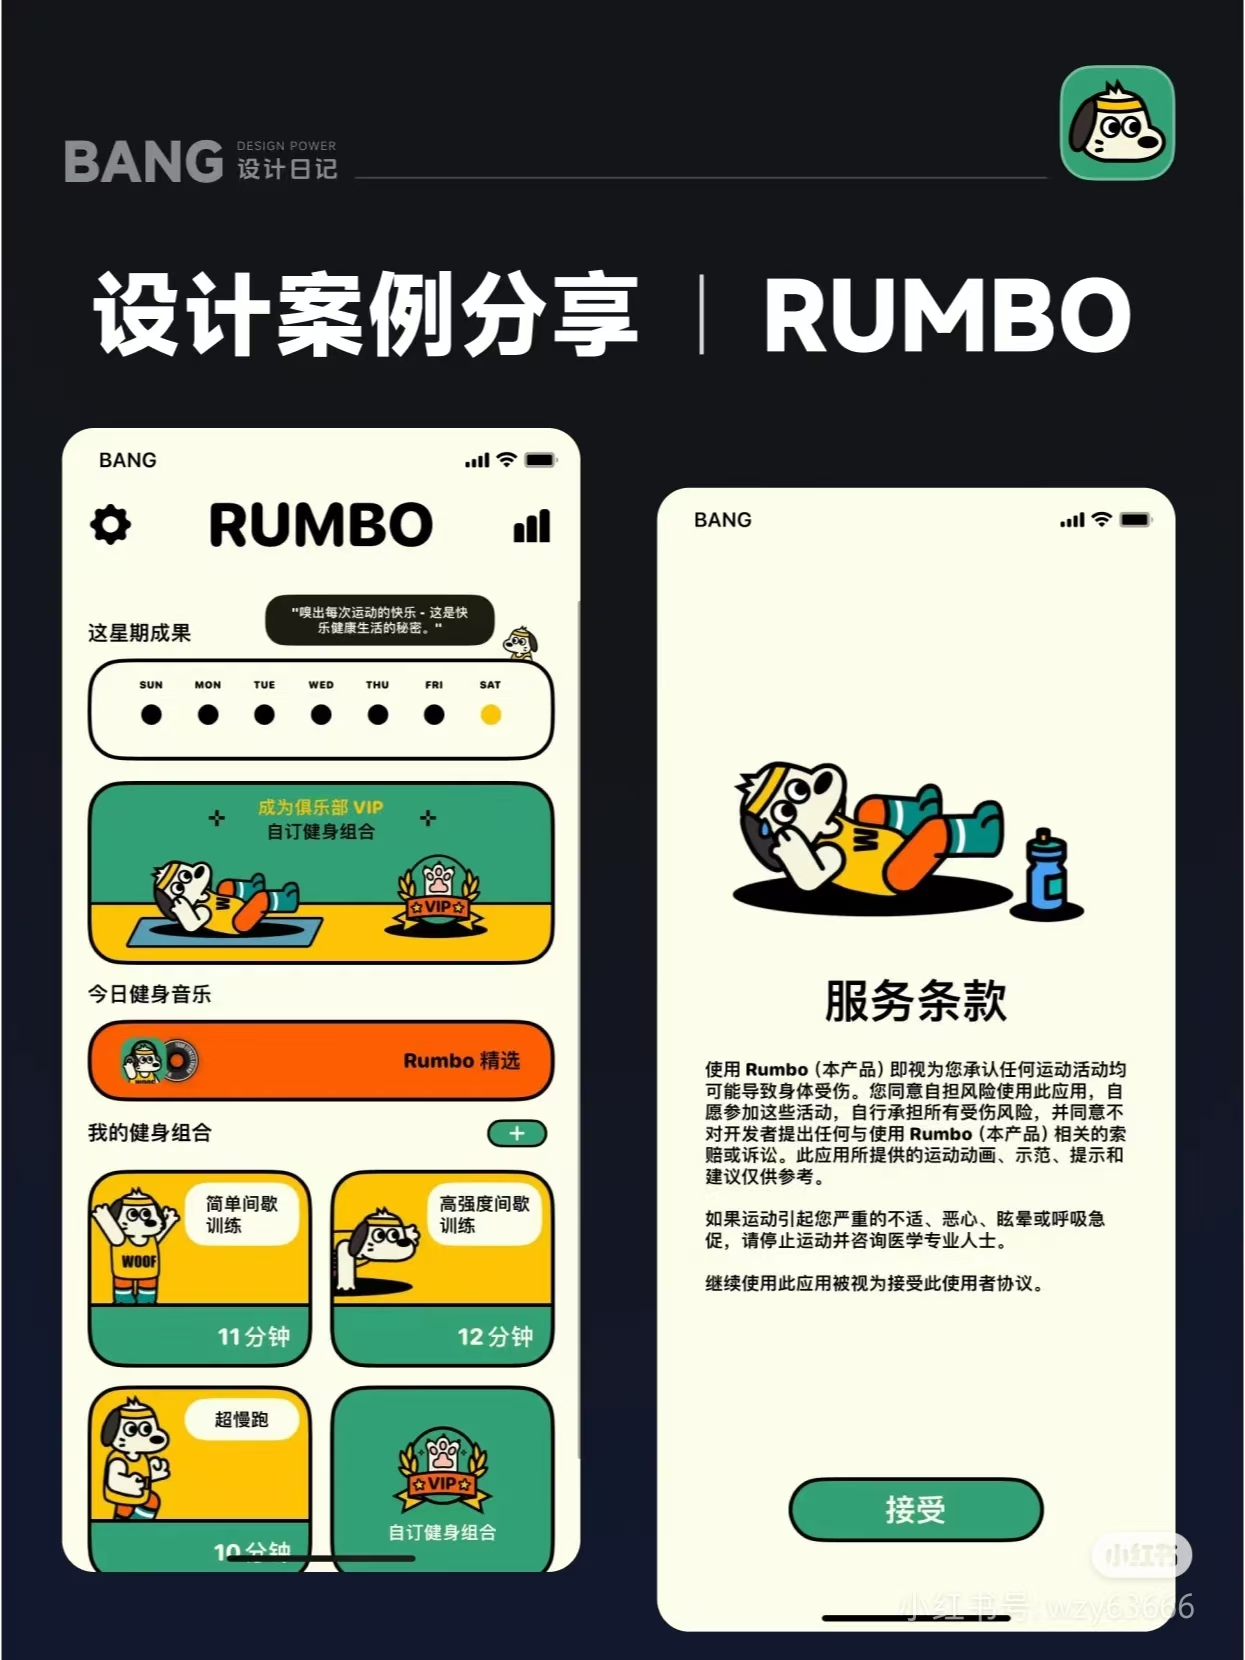 BANG
DESIGN POWER
设计日记
设计案例分享 | RUMBO
BANG
RUMBO
"嗅出每次运动的快乐 - 这是快
乐健康生活的秘密。"
这星期成果
SUN MON TUE WED THU FRI SAT
成为俱乐部 VIP
自订健身组合
W
VIP
今日健身音乐
Rumbo 精选
我的健身组合
+
简单间歇
训练
WOOF
11 分钟
高强度间歇
训练
12 分钟
超慢跑
10 分钟
VIP
自订健身组合
BANG
W
服务条款
使用 Rumbo（本产品）即视为您承认任何运动活动均
可能导致身体受伤。您同意自担风险使用此应用，自
愿参加这些活动，自行承担所有受伤风险，并同意不
对开发者提出任何与使用 Rumbo（本产品）相关的索
赔或诉讼。此应用所提供的运动动画、示范、提示和
建议仅供参考。
如果运动引起您严重的不适、恶心、眩晕或呼吸急
促，请停止运动并咨询医学专业人士。
继续使用此应用被视为接受此使用者协议。
接受
小红书
小红书号: wzy63666